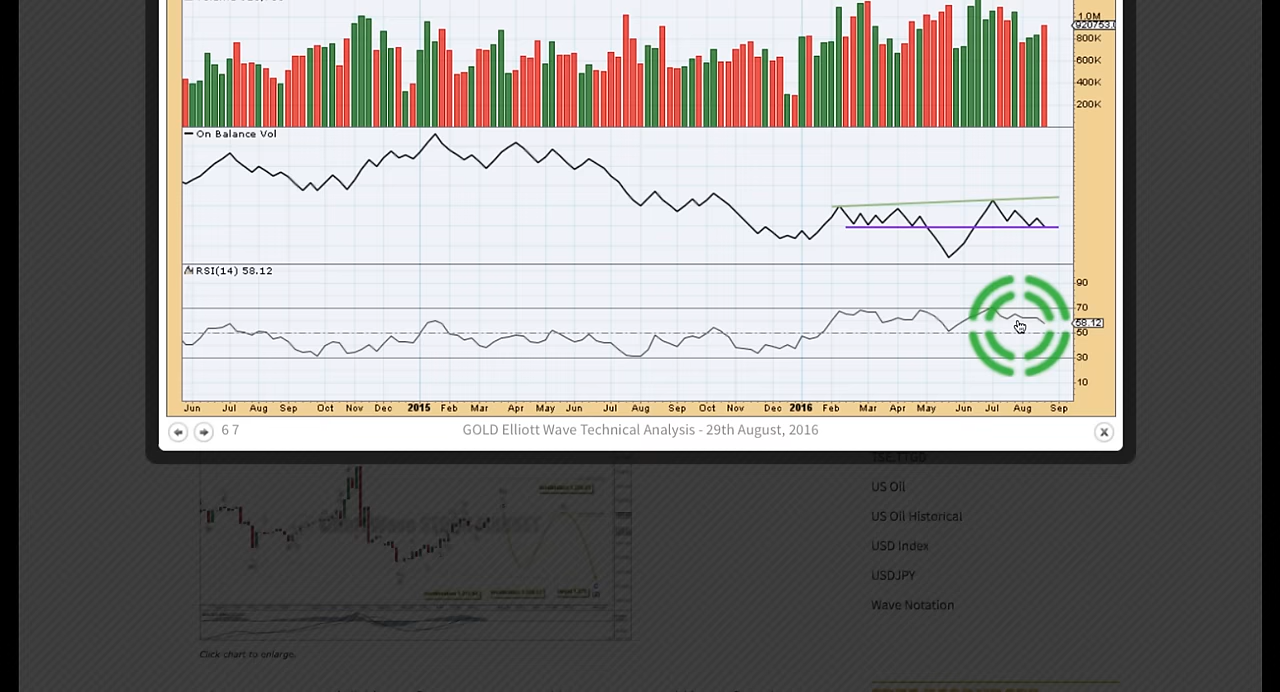 1.0M
800K
600K
400K
200K
On Balance Vol
RSI(14) 58.12
90
70
58.12
50
30
10
Jun Jul Aug Sep Oct Nov Dec 2015 Feb Mar Apr May Jun Jul Aug Sep Oct Nov Dec 2016 Feb Mar Apr May Jun Jul Aug Sep
6 7
GOLD Elliott Wave Technical Analysis - 29th August, 2016
US Oil
US Oil Historical
USD Index
USDJPY
Wave Notation
Click chart to enlarge.